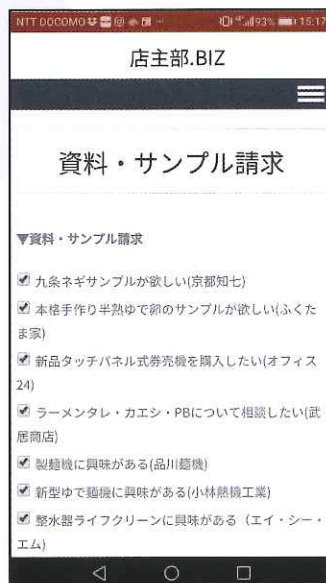 NTT DOCOMO
93% 15:17
店主部.BIZ
資料・サンプル請求
▼資料・サンプル請求
九条ネギサンプルが欲しい(京都知七)
本格手作り半熟ゆで卵のサンプルが欲しい(ふくた
ま家)
新品タッチパネル式券売機を購入したい(オフィス
24)
ラーメンタレ・カエシ・PBについて相談したい(武
居商店)
製麺機に興味がある(品川麺機)
新型ゆで麺機に興味がある(小林熱機工業)
整水器ライフクリーンに興味がある（エイ・シー・
エム)